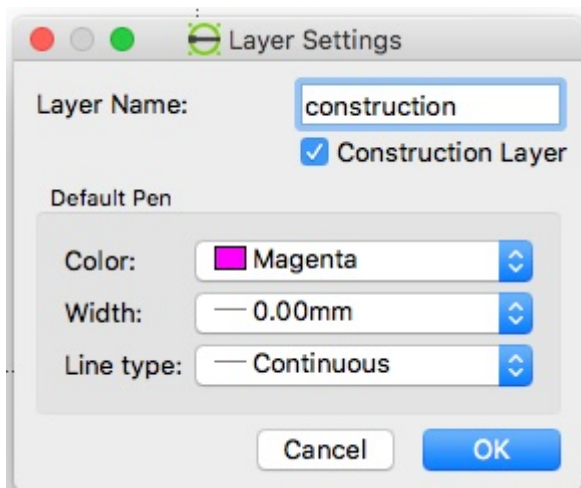 Layer Settings
Layer Name: construction
Construction Layer
Default Pen
Color: Magenta
Width: 0.00mm
Line type: Continuous
Cancel OK